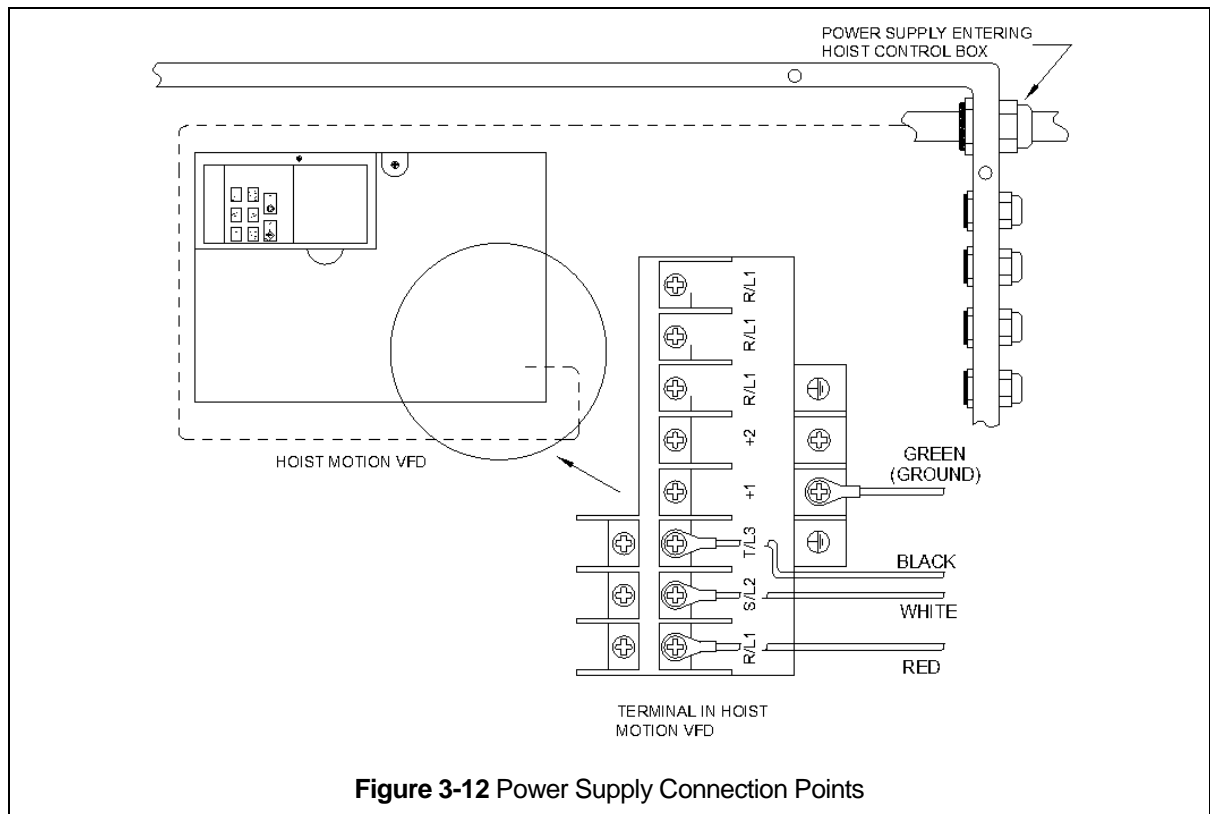 POWER SUPPLY ENTERING
HOIST CONTROL BOX
R/L1
R/L1
R/L1
+2
+1
T/L3
S/L2
R/L1
HOIST MOTION VFD
GREEN
(GROUND)
BLACK
WHITE
RED
TERMINAL IN HOIST
MOTION VFD
Figure 3-12 Power Supply Connection Points